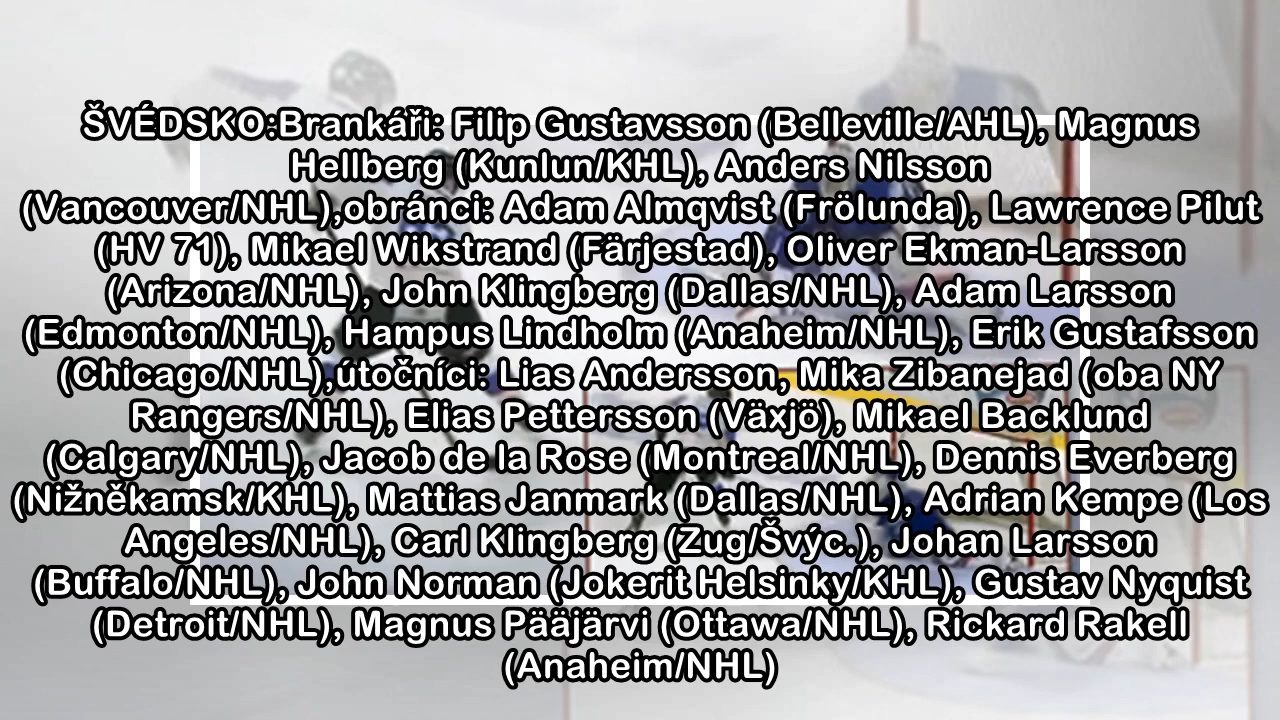 ŠVÉDSKO:Brankáři: Filip Gustavsson (Belleville/AHL), Magnus
Hellberg (Kunlun/KHL), Anders Nilsson
(Vancouver/NHL),obránci: Adam Almqvist (Frölunda), Lawrence Pilut
(HV 71), Mikael Wikstrand (Färjestad), Oliver Ekman-Larsson
(Arizona/NHL), John Klingberg (Dallas/NHL), Adam Larsson
(Edmonton/NHL), Hampus Lindholm (Anaheim/NHL), Erik Gustafsson
(Chicago/NHL),útočníci: Lias Andersson, Mika Zibanejad (oba NY
Rangers/NHL), Elias Pettersson (Växjö), Mikael Backlund
(Calgary/NHL), Jacob de la Rose (Montreal/NHL), Dennis Everberg
(Nižněkamsk/KHL), Mattias Janmark (Dallas/NHL), Adrian Kempe (Los
Angeles/NHL), Carl Klingberg (Zug/Švýc.), Johan Larsson
(Buffalo/NHL), John Norman (Jokerit Helsinky/KHL), Gustav Nyquist
(Detroit/NHL), Magnus Pääjärvi (Ottawa/NHL), Rickard Rakell
(Anaheim/NHL)